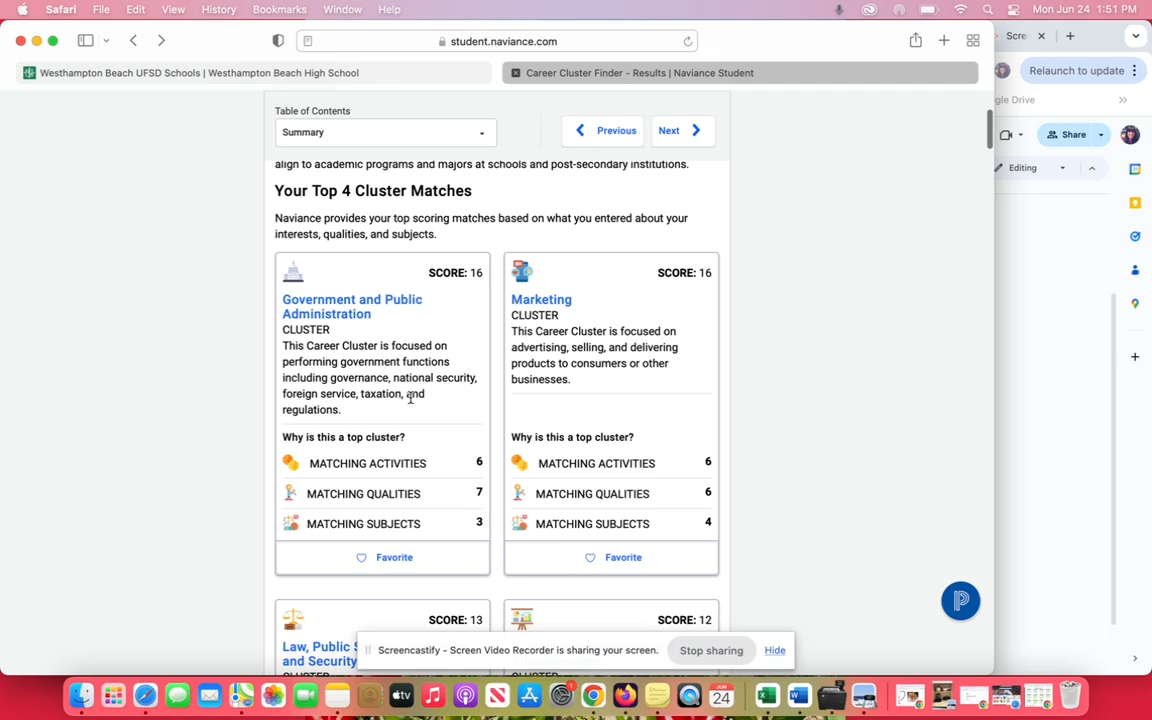 Safari File Edit View History Bookmarks Window Help Mon Jun 24 1:51 PM
student.naviance.com
Scre
Westhampton Beach UFSD Schools | Westhampton Beach High School
Career Cluster Finder - Results | Naviance Student
Relaunch to update
gle Drive
Share
Editing
Table of Contents
Summary
Previous
Next
align to academic programs and majors at schools and post-secondary institutions.
Your Top 4 Cluster Matches
Naviance provides your top scoring matches based on what you entered about your
interests, qualities, and subjects.
SCORE: 16
Government and Public
Administration
CLUSTER
This Career Cluster is focused on
performing government functions
including governance, national security,
foreign service, taxation, and
regulations.
Why is this a top cluster?
MATCHING ACTIVITIES 6
MATCHING QUALITIES 7
MATCHING SUBJECTS 3
Favorite
SCORE: 16
Marketing
CLUSTER
This Career Cluster is focused on
advertising, selling, and delivering
products to consumers or other
businesses.
Why is this a top cluster?
MATCHING ACTIVITIES 6
MATCHING QUALITIES 6
MATCHING SUBJECTS 4
Favorite
SCORE: 13
Law, Public S
and Security
SCORE: 12
Screencastify - Screen Video Recorder is sharing your screen.
Stop sharing
Hide
tv
JUN
24